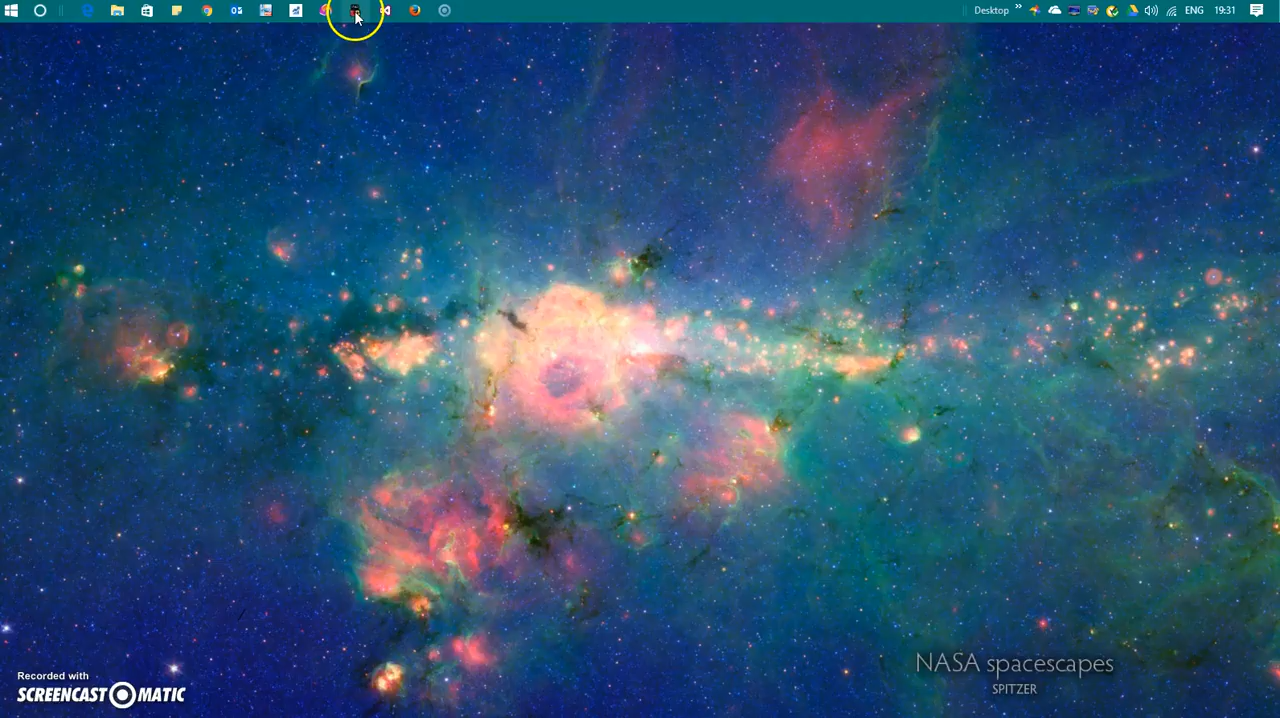 Desktop
ENG
19:31
NASA spacescapes
SPITZER
Recorded with
SCREENCAST MATIC